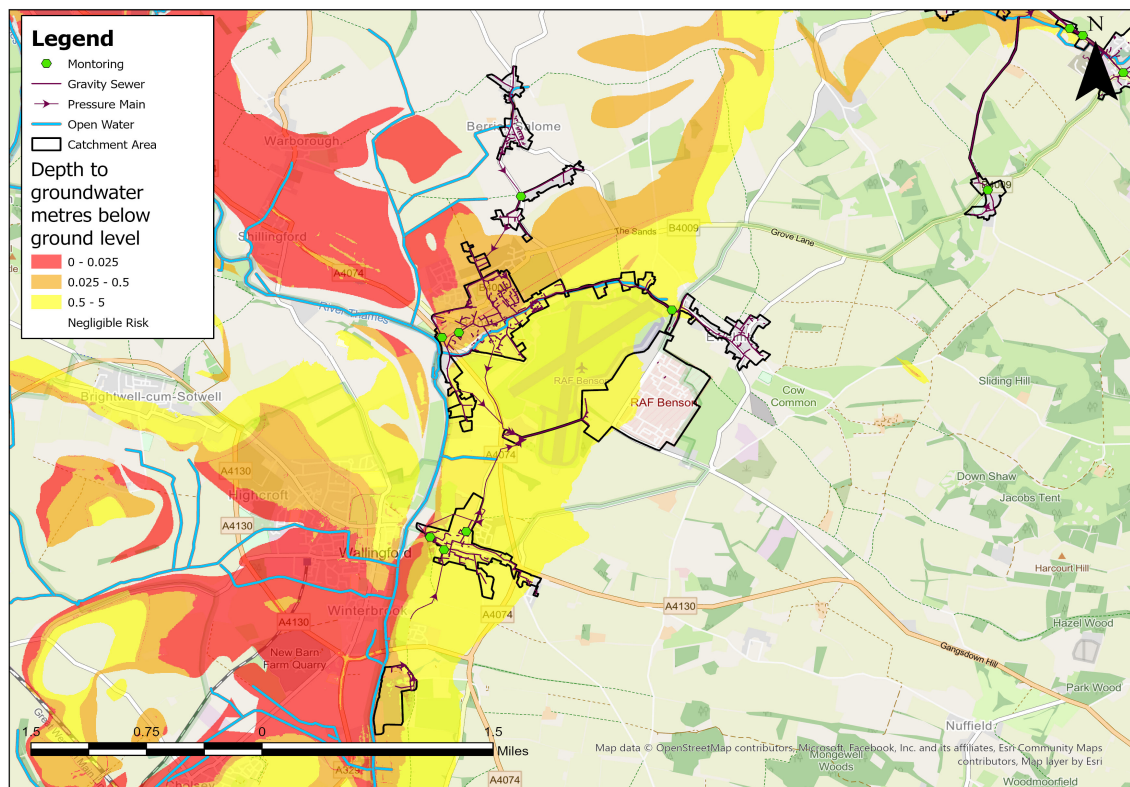 Legend
Montoring
Gravity Sewer
Pressure Main
Open Water
Catchment Area
Depth to
groundwater
metres below
ground level
0 - 0.025
0.025 - 0.5
0.5 - 5
Negligible Risk
N
Warborough
Shillingford
A4074
River Thames
The Sands
B4009
Grove Lane
RAF Benson
RAF Benson
Cow
Common
Sliding Hill
Brightwell-cum-Sotwell
A4130
Highcroft
A4130
A4074
Down Shaw
Jacobs Tent
Wallingford
Harcourt Hill
Winterbrook
A4130
A4074
A4130
Hazel Wood
New Barn
Farm Quarry
Gangsdown Hill
Park Wood
Nuffield
1.5
0.75
0
1.5
Miles
Map data © OpenStreetMap contributors, Microsoft, Facebook, Inc. and its affiliates, Esri Community Maps
contributors, Map layer by Esri
Mongewell
Woods
A329
A4074
Woodmoorfield